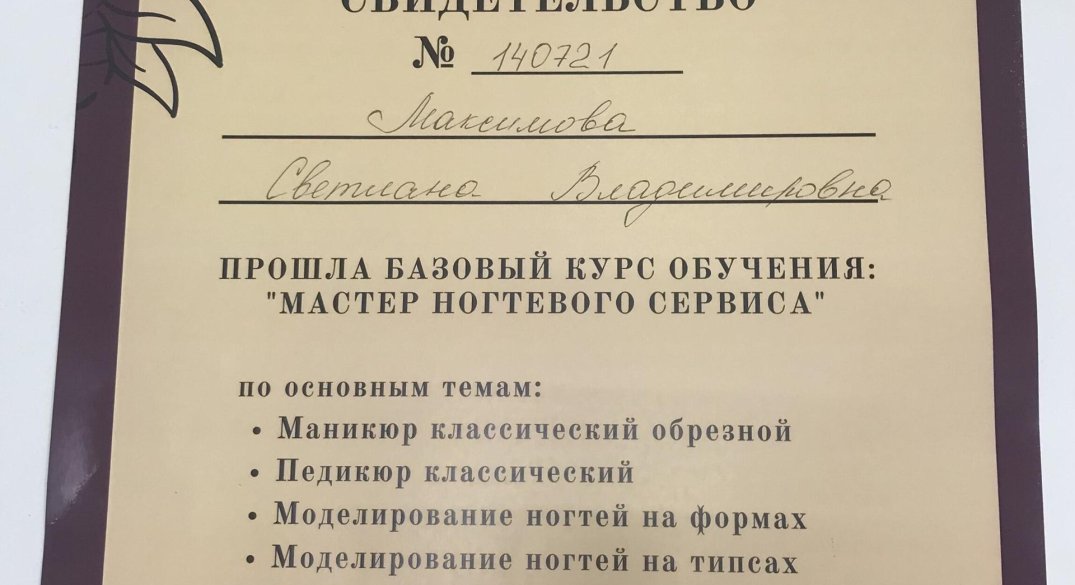 СВИДЕТЕЛЬСТВО
№ 140721
Максимова
Светлана Владимировна
ПРОШЛА БАЗОВЫЙ КУРС ОБУЧЕНИЯ:
"МАСТЕР НОГТЕВОГО СЕРВИСА"
по основным темам:
• Маникюр классический обрезной
• Педикюр классический
• Моделирование ногтей на формах
• Моделирование ногтей на типсах